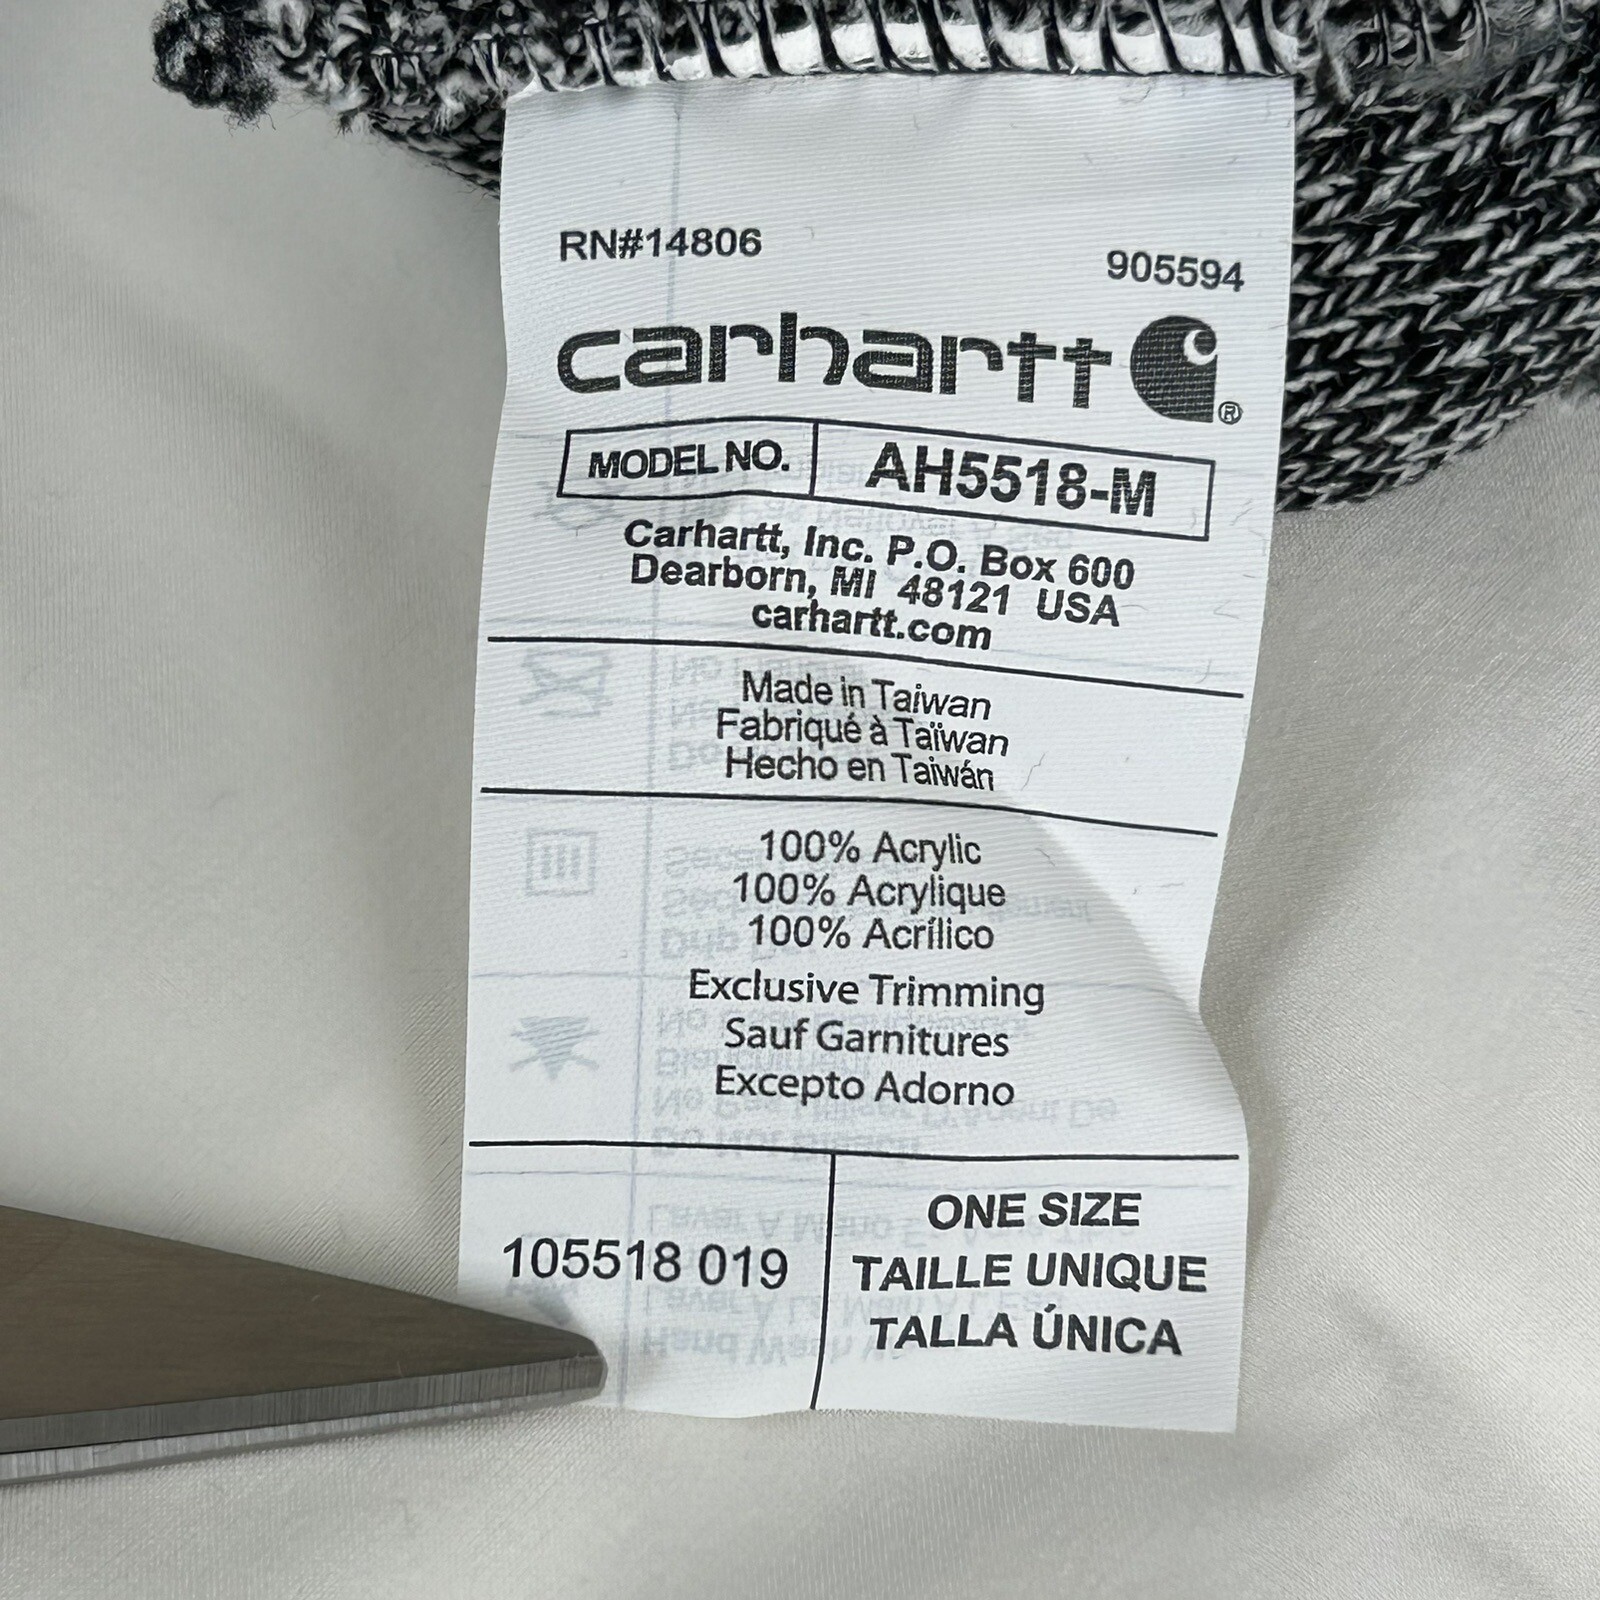 RN#14806
905594
carhartt ®
MODEL NO. AH5518-M
Carhartt, Inc. P.O. Box 600
Dearborn, MI 48121 USA
carhartt.com
Made in Taiwan
Fabriqué à Taïwan
Hecho en Taiwán
100% Acrylic
100% Acrylique
100% Acrílico
Exclusive Trimming
Sauf Garnitures
Excepto Adorno
105518 019
ONE SIZE
TAILLE UNIQUE
TALLA ÚNICA